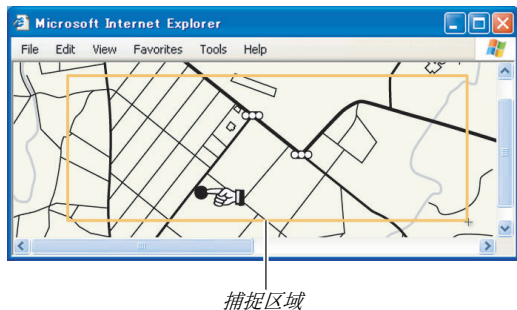 Microsoft Internet Explorer
File Edit View Favorites Tools Help
捕捉区域